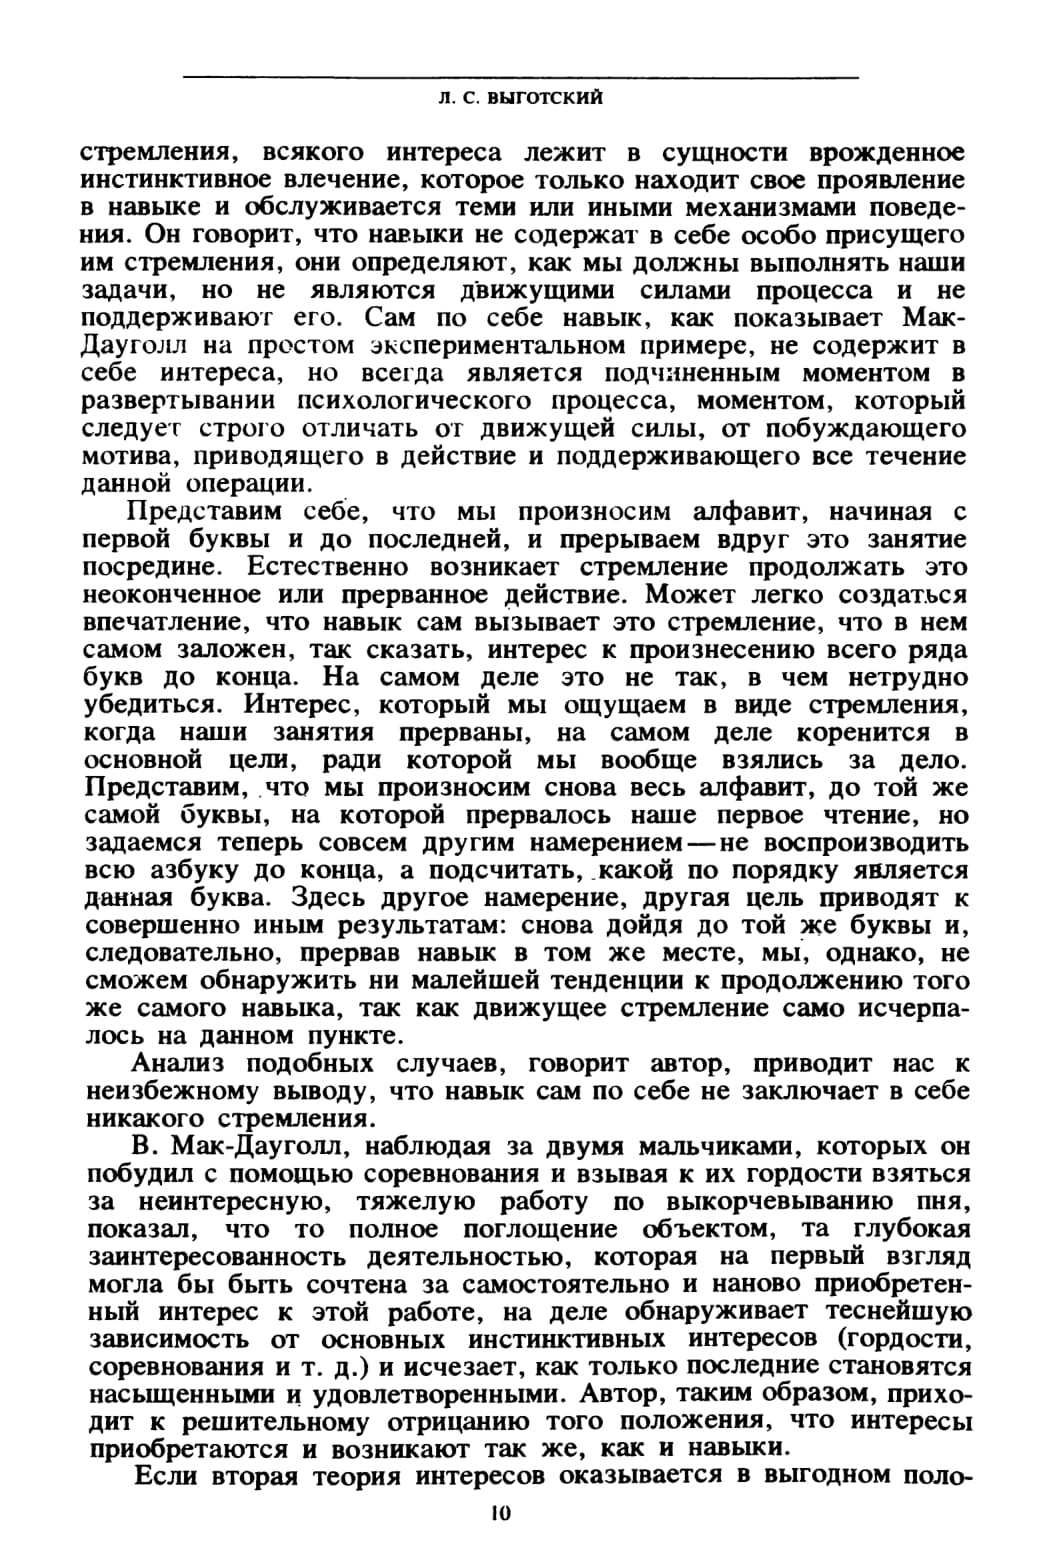 Л. С. ВЫГОТСКИЙ
стремления, всякого интереса лежит в сущности врожденное
инстинктивное влечение, которое только находит свое проявление
в навыке и обслуживается теми или иными механизмами поведе-
ния. Он говорит, что навыки не содержат в себе особо присущего
им стремления, они определяют, как мы должны выполнять наши
задачи, но не являются движущими силами процесса и не
поддерживают его. Сам по себе навык, как показывает Мак-
Дауголл на простом экспериментальном примере, не содержит в
себе интереса, но всегда является подчиненным моментом в
развертывании психологического процесса, моментом, который
следует строго отличать от движущей силы, от побуждающего
мотива, приводящего в действие и поддерживающего все течение
данной операции.
Представим себе, что мы произносим алфавит, начиная с
первой буквы и до последней, и прерываем вдруг это занятие
посредине. Естественно возникает стремление продолжать это
неоконченное или прерванное действие. Может легко создаться
впечатление, что навык сам вызывает это стремление, что в нем
самом заложен, так сказать, интерес к произнесению всего ряда
букв до конца. На самом деле это не так, в чем нетрудно
убедиться. Интерес, который мы ощущаем в виде стремления,
когда наши занятия прерваны, на самом деле коренится в
основной цели, ради которой мы вообще взялись за дело.
Представим, что мы произносим снова весь алфавит, до той же
самой буквы, на которой прервалось наше первое чтение, но
задаемся теперь совсем другим намерением — не воспроизводить
всю азбуку до конца, а подсчитать, какой по порядку является
данная буква. Здесь другое намерение, другая цель приводят к
совершенно иным результатам: снова дойдя до той же буквы и,
следовательно, прервав навык в том же месте, мы, однако, не
сможем обнаружить ни малейшей тенденции к продолжению того
же самого навыка, так как движущее стремление само исчерпа-
лось на данном пункте.
Анализ подобных случаев, говорит автор, приводит нас к
неизбежному выводу, что навык сам по себе не заключает в себе
никакого стремления.
В. Мак-Дауголл, наблюдая за двумя мальчиками, которых он
побудил с помощью соревнования и взывая к их гордости взяться
за неинтересную, тяжелую работу по выкорчевыванию пня,
показал, что то полное поглощение объектом, та глубокая
заинтересованность деятельностью, которая на первый взгляд
могла бы быть сочтена за самостоятельно и наново приобретен-
ный интерес к этой работе, на деле обнаруживает теснейшую
зависимость от основных инстинктивных интересов (гордости,
соревнования и т. д.) и исчезает, как только последние становятся
насыщенными и удовлетворенными. Автор, таким образом, прихо-
дит к решительному отрицанию того положения, что интересы
приобретаются и возникают так же, как и навыки.
Если вторая теория интересов оказывается в выгодном поло-
10